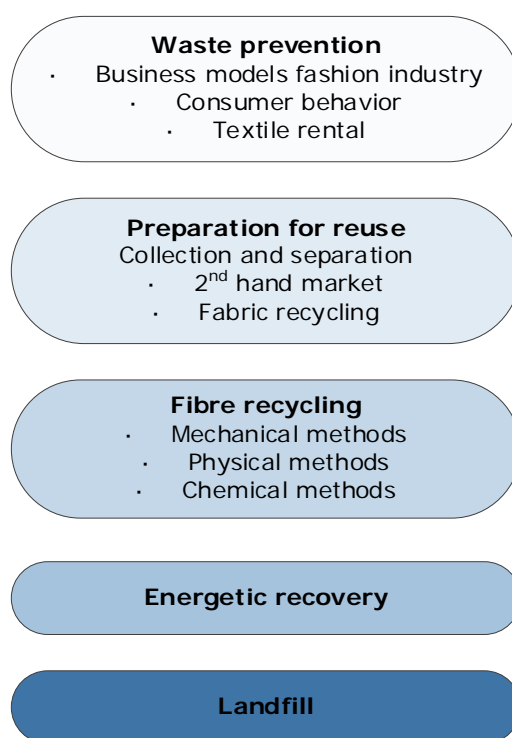 Waste prevention
· Business models fashion industry
· Consumer behavior
· Textile rental
Preparation for reuse
Collection and separation
· 2nd hand market
· Fabric recycling
Fibre recycling
· Mechanical methods
· Physical methods
· Chemical methods
Energetic recovery
Landfill